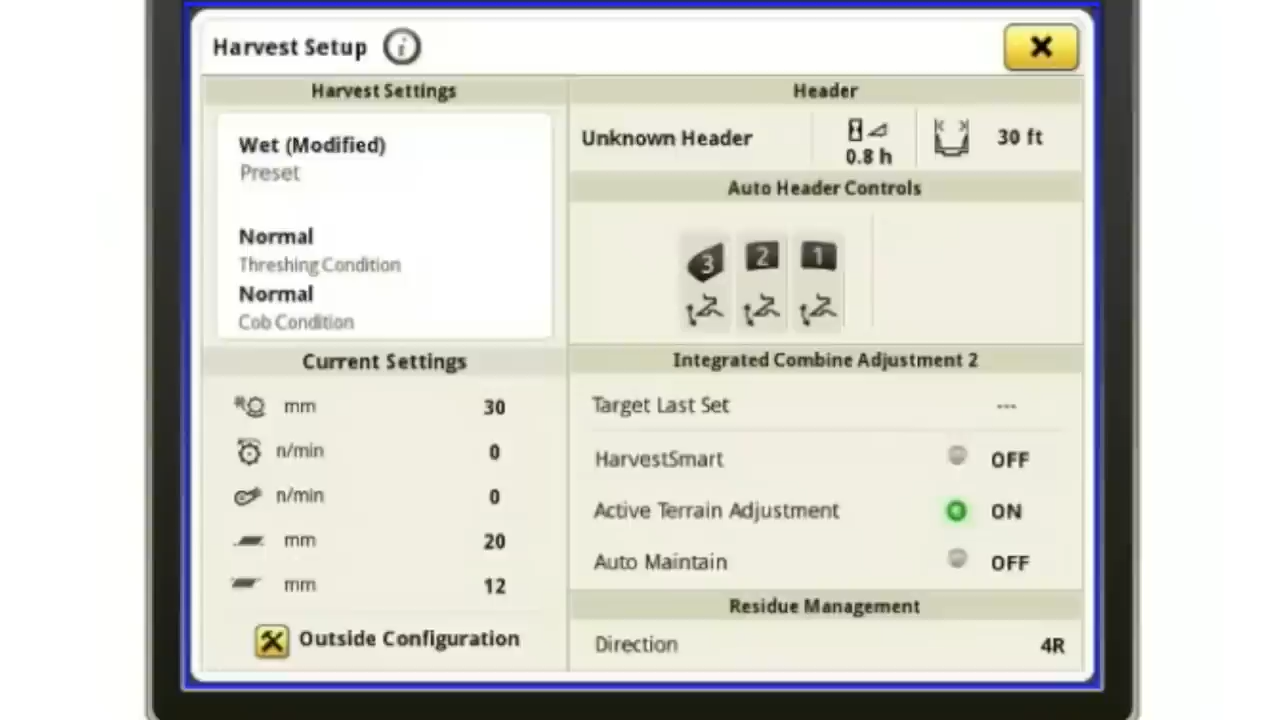 Harvest Setup
Harvest Settings
Wet (Modified)
Preset
Normal
Threshing Condition
Normal
Cob Condition
Current Settings
mm 30
n/min 0
n/min 0
mm 20
mm 12
Outside Configuration
Header
Unknown Header
0.8 h
30 ft
Auto Header Controls
3 2 1
Integrated Combine Adjustment 2
Target Last Set ---
HarvestSmart OFF
Active Terrain Adjustment ON
Auto Maintain OFF
Residue Management
Direction 4R